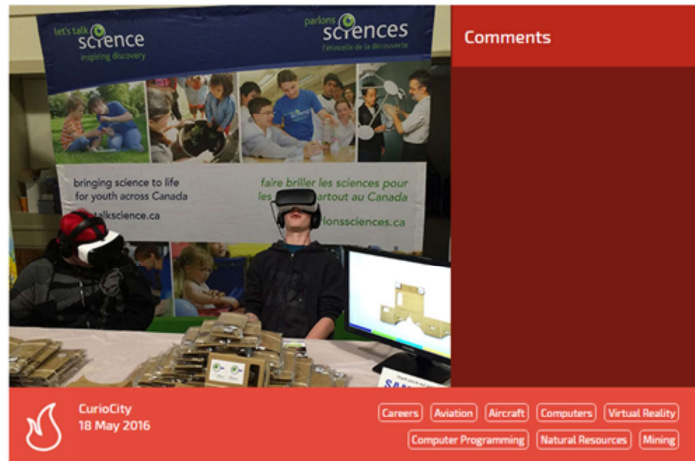 let's talk
science
inspiring discovery
parlons
sciences
l'étincelle de la découverte
Comments
bringing science to life
for youth across Canada
talkscience.ca
faire briller les sciences pour
les partout au Canada
lonssciences.ca
CurioCity
18 May 2016
Careers Aviation Aircraft Computers Virtual Reality
Computer Programming Natural Resources Mining